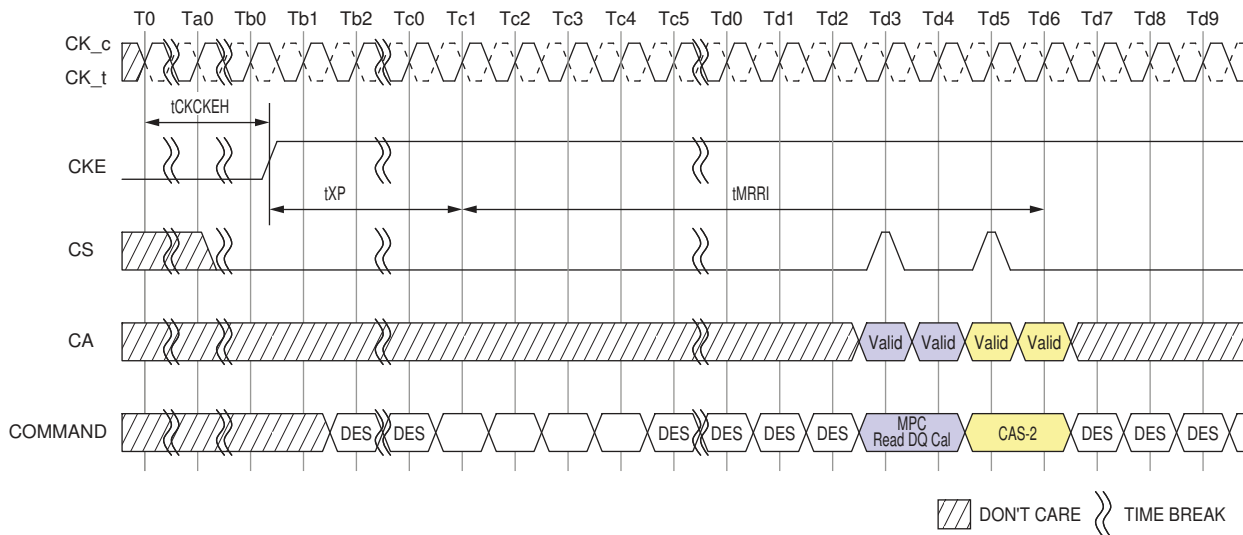 T0 Ta0 Tb0 Tb1 Tb2 Tc0 Tc1 Tc2 Tc3 Tc4 Tc5 Td0 Td1 Td2 Td3 Td4 Td5 Td6 Td7 Td8 Td9
CK_c
CK_t
tCKCKEH
CKE
tXP tMRRI
CS
CA Valid Valid Valid Valid
COMMAND DES DES DES DES DES DES MPC Read DQ Cal CAS-2 DES DES DES
DON'T CARE TIME BREAK